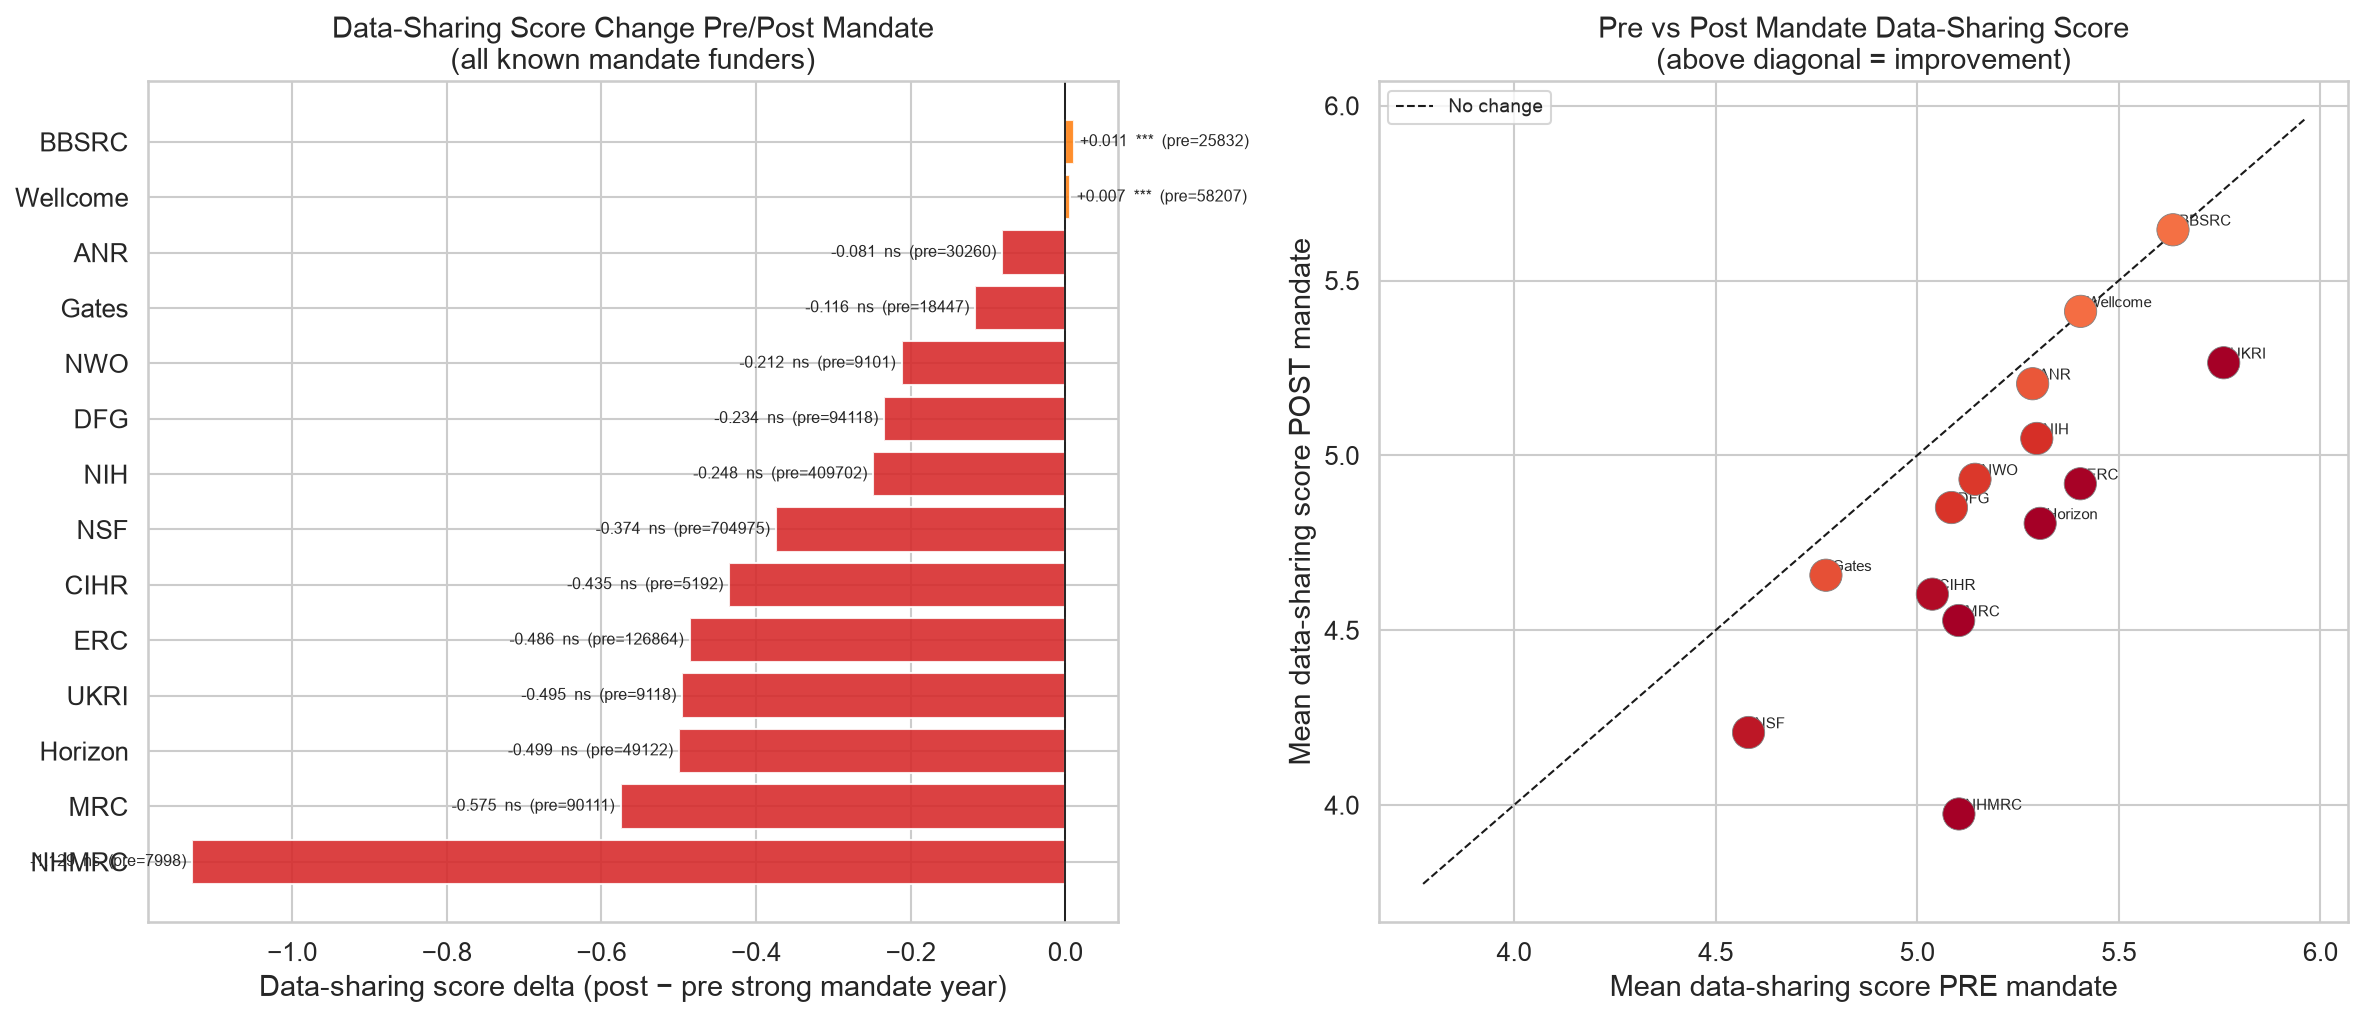 Data-Sharing Score Change Pre/Post Mandate
(all known mandate funders)
BBSRC
+0.011 *** (pre=25832)
Wellcome
+0.007 *** (pre=58207)
ANR
-0.081 ns (pre=30260)
Gates
-0.116 ns (pre=18447)
NWO
-0.212 ns (pre=9101)
DFG
-0.234 ns (pre=94118)
NIH
-0.248 ns (pre=409702)
NSF
-0.374 ns (pre=704975)
CIHR
-0.435 ns (pre=5192)
ERC
-0.486 ns (pre=126864)
UKRI
-0.495 ns (pre=9118)
Horizon
-0.499 ns (pre=49122)
MRC
-0.575 ns (pre=90111)
NHMRC
-1.129 ns (pre=7998)
−1.0 −0.8 −0.6 −0.4 −0.2 0.0
Data-sharing score delta (post − pre strong mandate year)
Pre vs Post Mandate Data-Sharing Score
(above diagonal = improvement)
No change
6.0
5.5
5.0
4.5
4.0
Mean data-sharing score POST mandate
BBSRC
Wellcome
UKRI
ANR
NIH
NWO
ERC
DFG
Horizon
Gates
CIHR
MRC
NSF
NHMRC
4.0 4.5 5.0 5.5 6.0
Mean data-sharing score PRE mandate